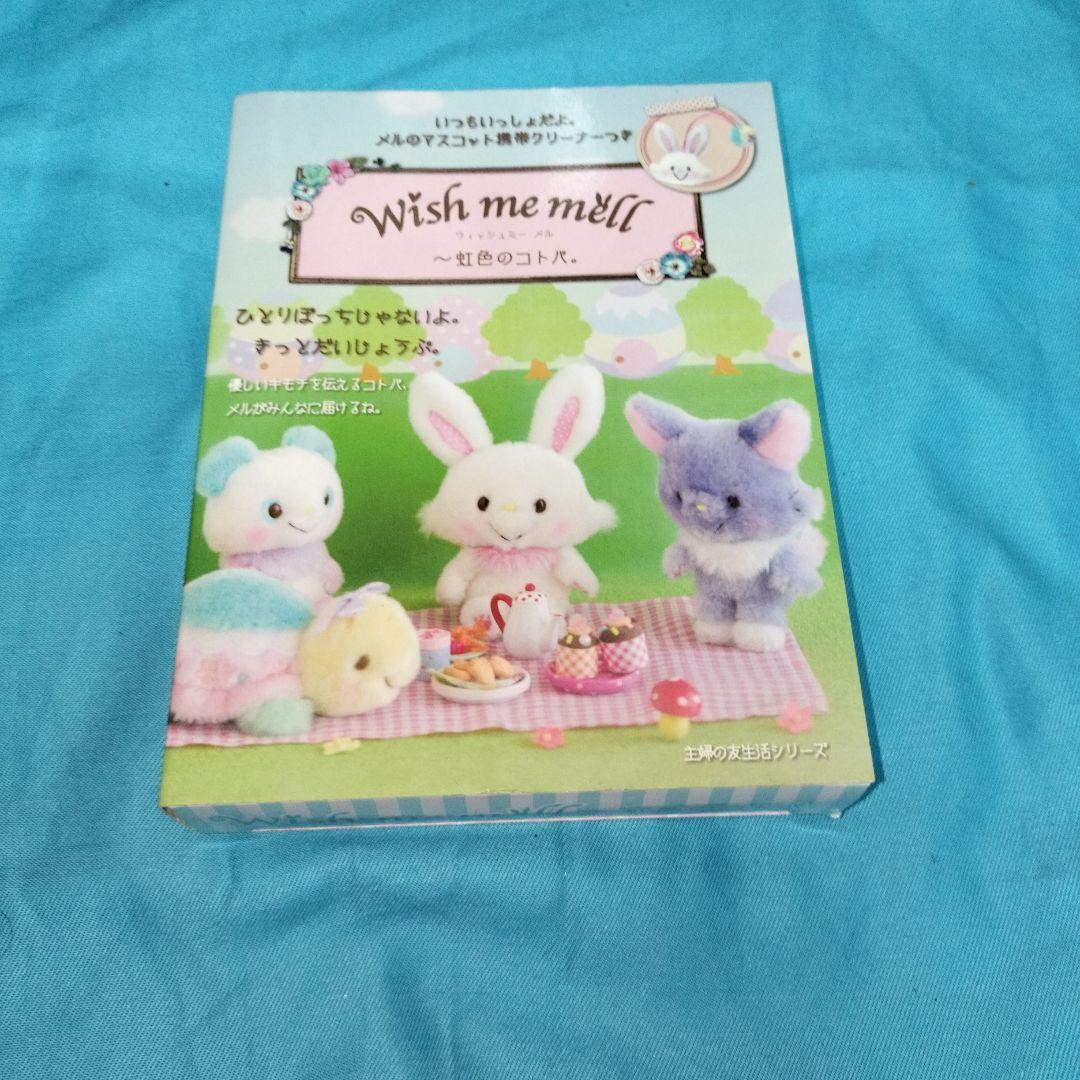 いつもいっしょだよ。
メルのマスコット携帯クリーナーつき
Wish me mell
ウィッシュミー メル
～虹色のコトバ。
ひとりぼっちじゃないよ。
きっとだいじょうぶ。
優しいキモチを伝えるコトバ、
メルがみんなに届けるね。
主婦の友生活シリーズ
Wish me mell